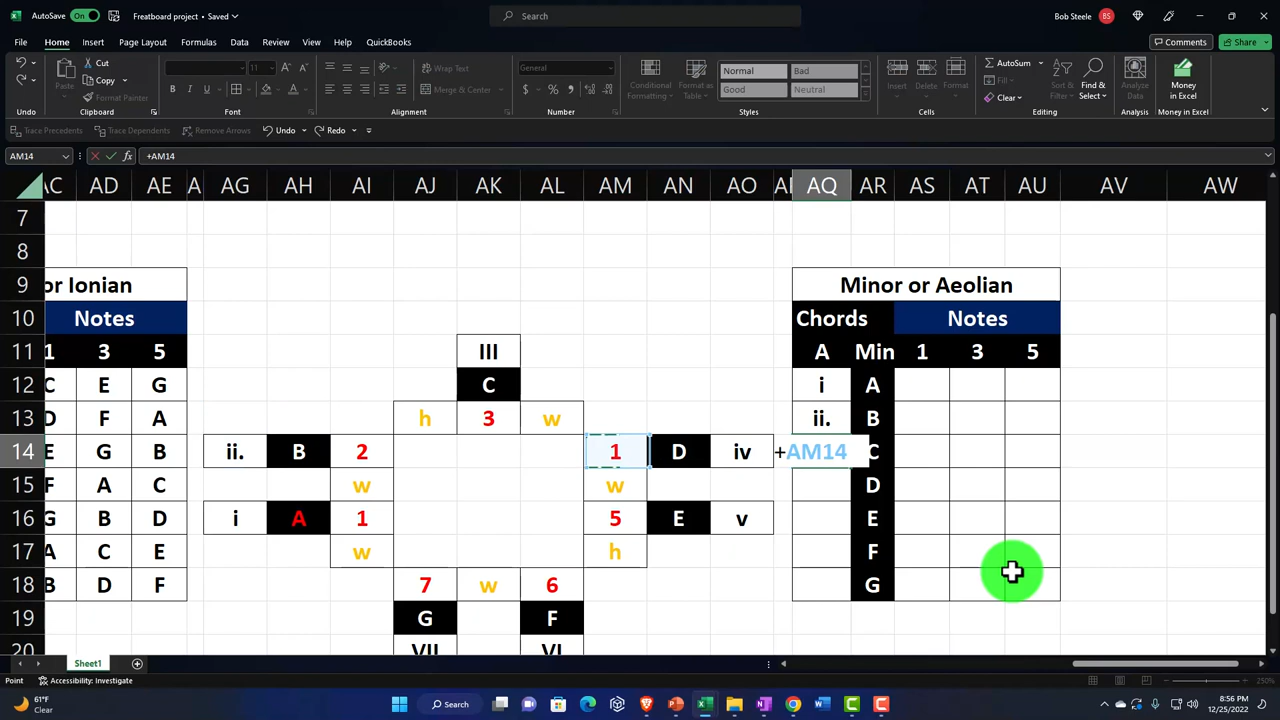 AutoSave On Freatboard project • Saved Search Bob Steele BS
File Home Insert Page Layout Formulas Data Review View Help QuickBooks Comments Share
Undo Paste Cut Copy Format Painter Clipboard 11 Font Wrap Text Merge & Center Alignment General Number Conditional Formatting Format as Table Normal Bad Good Neutral Styles Insert Delete Format Cells AutoSum Fill Clear Sort & Filter Find & Select Editing Analyze Data Analysis Money in Excel Money in Excel
Trace Precedents Trace Dependents Remove Arrows Undo Redo
AM14 fx +AM14
AC AD AE A AG AH AI AJ AK AL AM AN AO AQ AR AS AT AU AV AW
7
8
9 or Ionian Minor or Aeolian
10 Notes Chords Notes
11 1 3 5 III A Min 1 3 5
12 C E G C i A
13 D F A h 3 w ii. B
14 E G B ii. B 2 1 D iv +AM14 C
15 F A C w w D
16 G B D i A 1 5 E v E
17 A C E w h F
18 B D F 7 w 6 G
19 G F
20 VII VI
Sheet1
Point Accessibility: Investigate 250%
61°F Clear Search 8:56 PM 12/25/2022